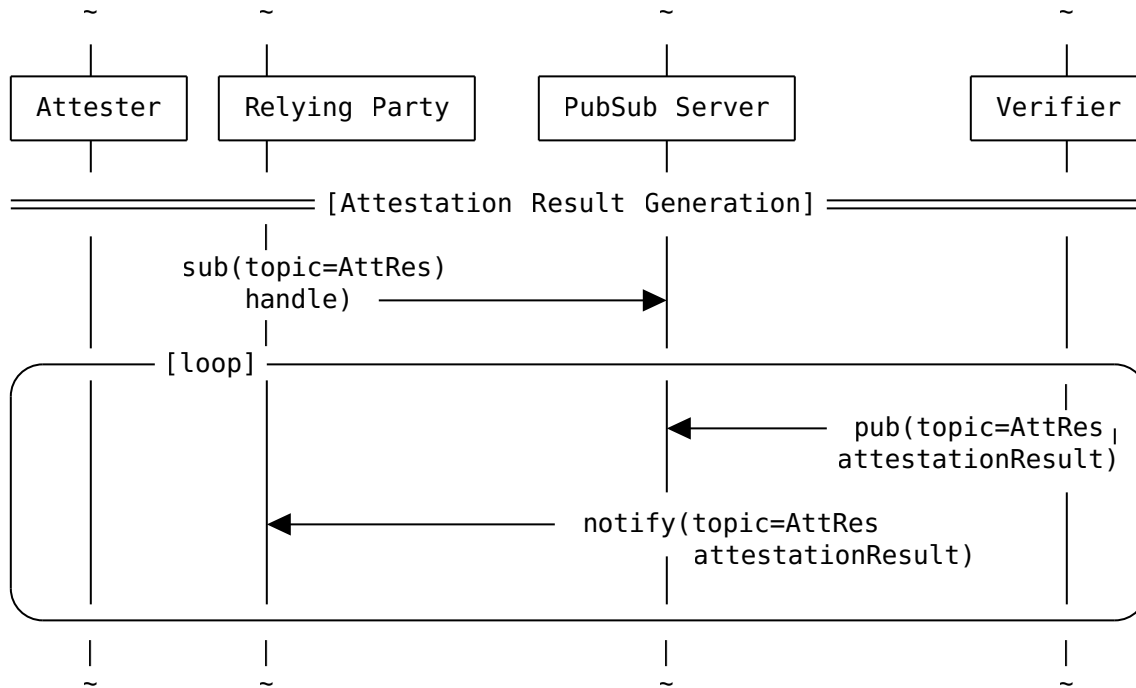 ~ ~ ~ ~
Attester Relying Party PubSub Server Verifier
[Attestation Result Generation]
sub(topic=AttRes)
handle)
[loop]
pub(topic=AttRes
attestationResult)
notify(topic=AttRes
attestationResult)
~ ~ ~ ~